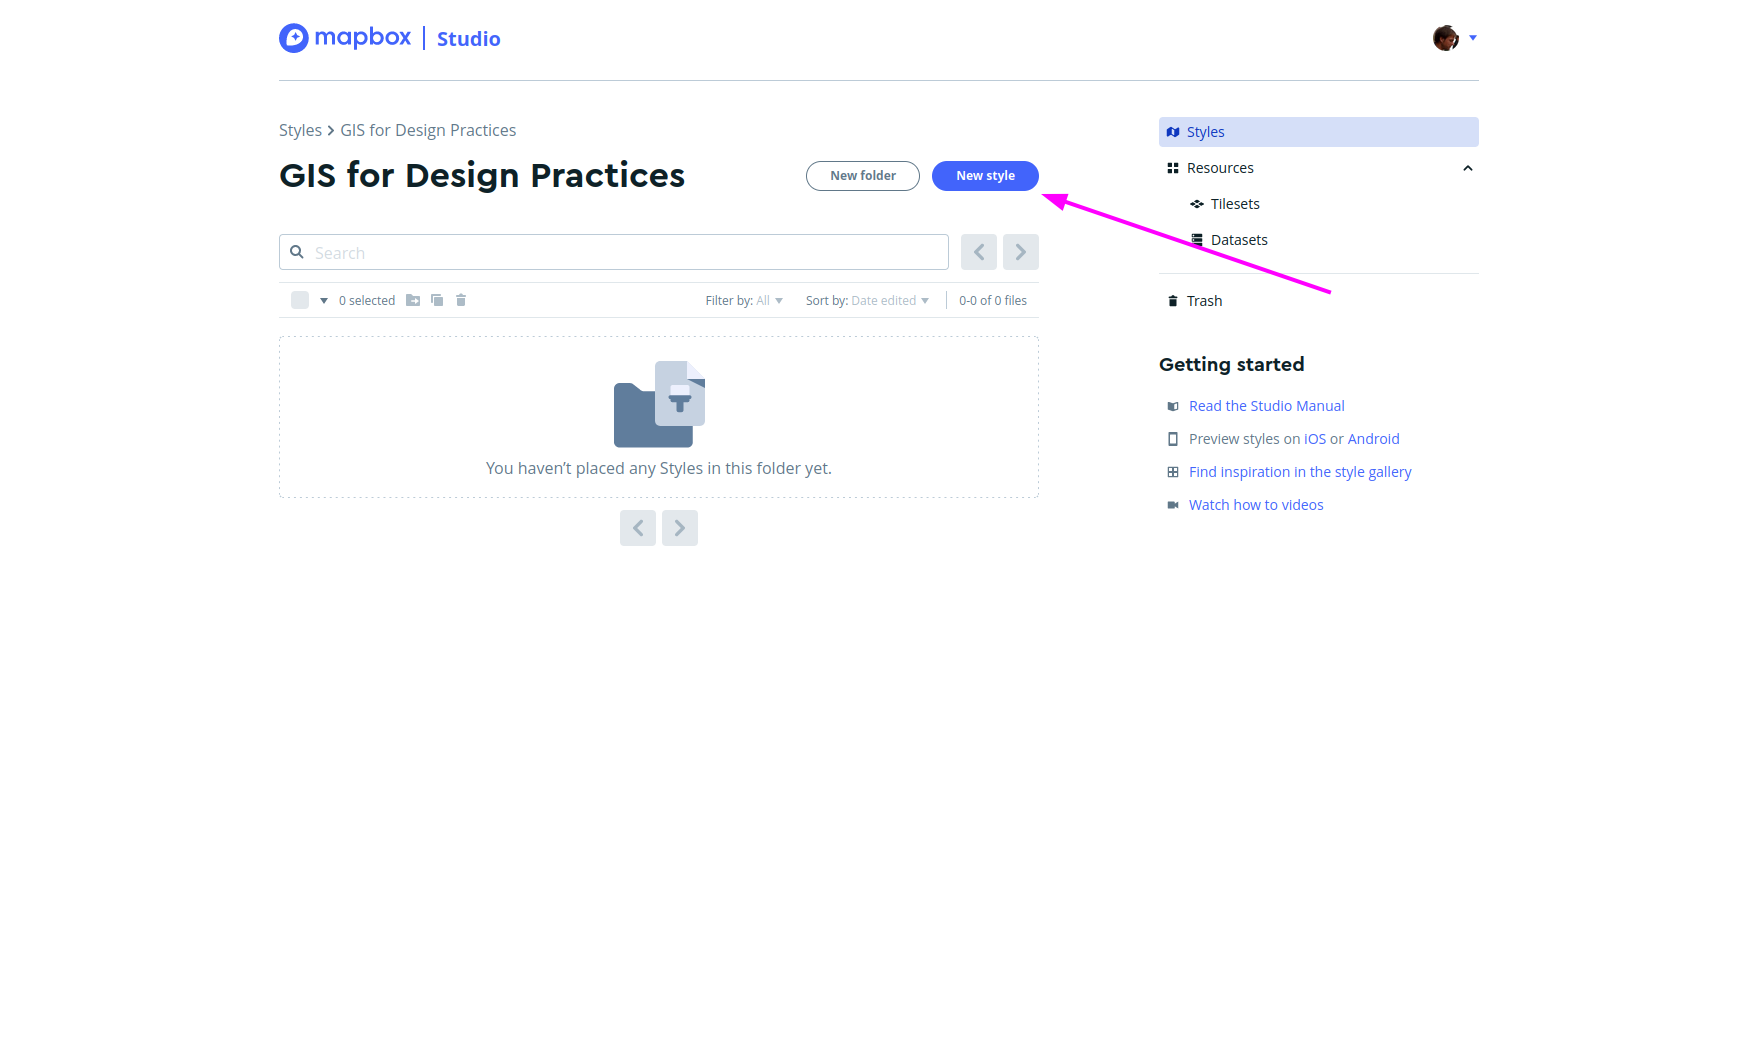 mapbox | Studio
Styles > GIS for Design Practices
GIS for Design Practices
New folder
New style
Search
0 selected
Filter by: All
Sort by: Date edited
0-0 of 0 files
You haven't placed any Styles in this folder yet.
Styles
Resources
Tilesets
Datasets
Trash
Getting started
Read the Studio Manual
Preview styles on iOS or Android
Find inspiration in the style gallery
Watch how to videos